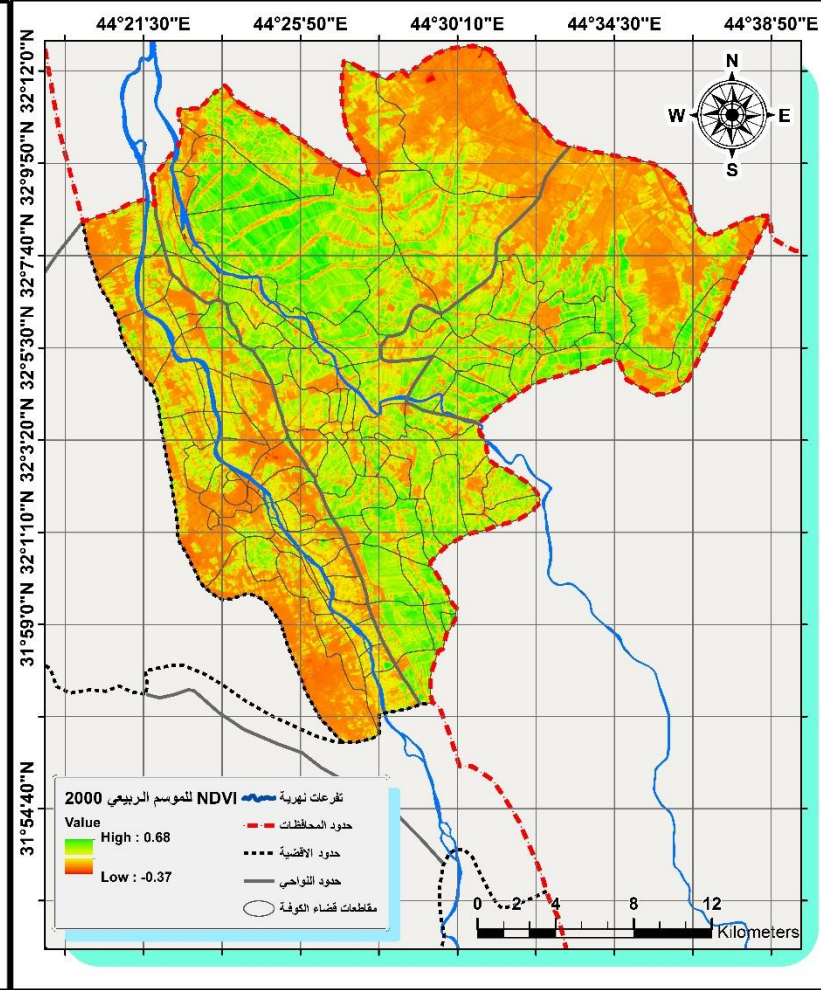 44°21'30"E 44°25'50"E 44°30'10"E 44°34'30"E 44°38'50"E
32°12'0"N
32°9'50"N
32°7'40"N
32°5'30"N
32°3'20"N
32°1'10"N
31°59'0"N
31°54'40"N
N
W E
S
NDVI للموسم الربيعي 2000
Value
High : 0.68
Low : -0.37
تفرعات نهرية
حدود المحافظات
حدود الاقضية
حدود النواحي
مقاطعات قضاء الكوفة
0 2 4 8 12
Kilometers